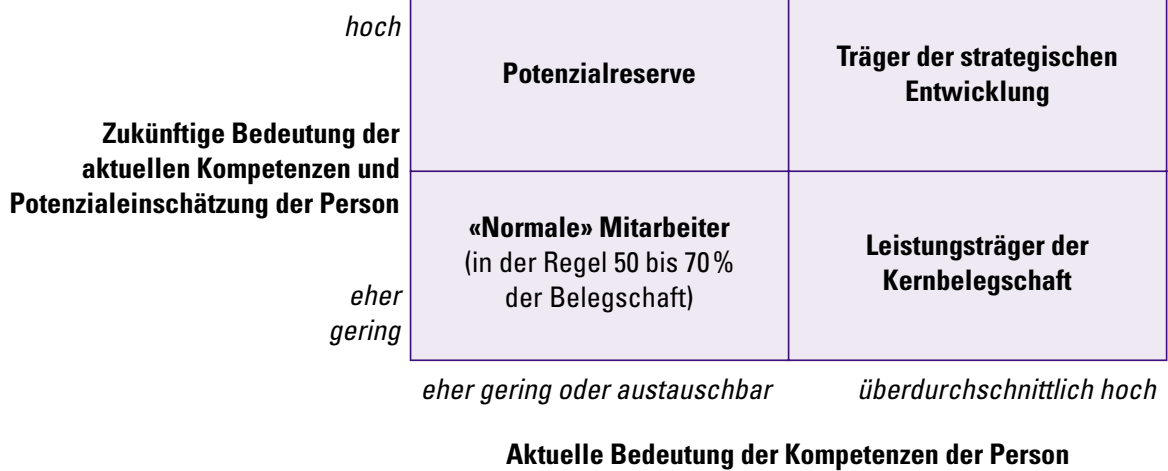 hoch
Potenzialreserve
Träger der strategischen
Entwicklung
Zukünftige Bedeutung der
aktuellen Kompetenzen und
Potenzialeinschätzung der Person
«Normale» Mitarbeiter
(in der Regel 50 bis 70 %
der Belegschaft)
Leistungsträger der
Kernbelegschaft
eher
gering
eher gering oder austauschbar
überdurchschnittlich hoch
Aktuelle Bedeutung der Kompetenzen der Person